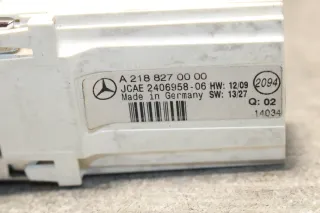 A 218 827 00 00
JCAE 2406958-06 HW: 12/09 2094
Made in Germany SW: 13/27 Q: 02
14034